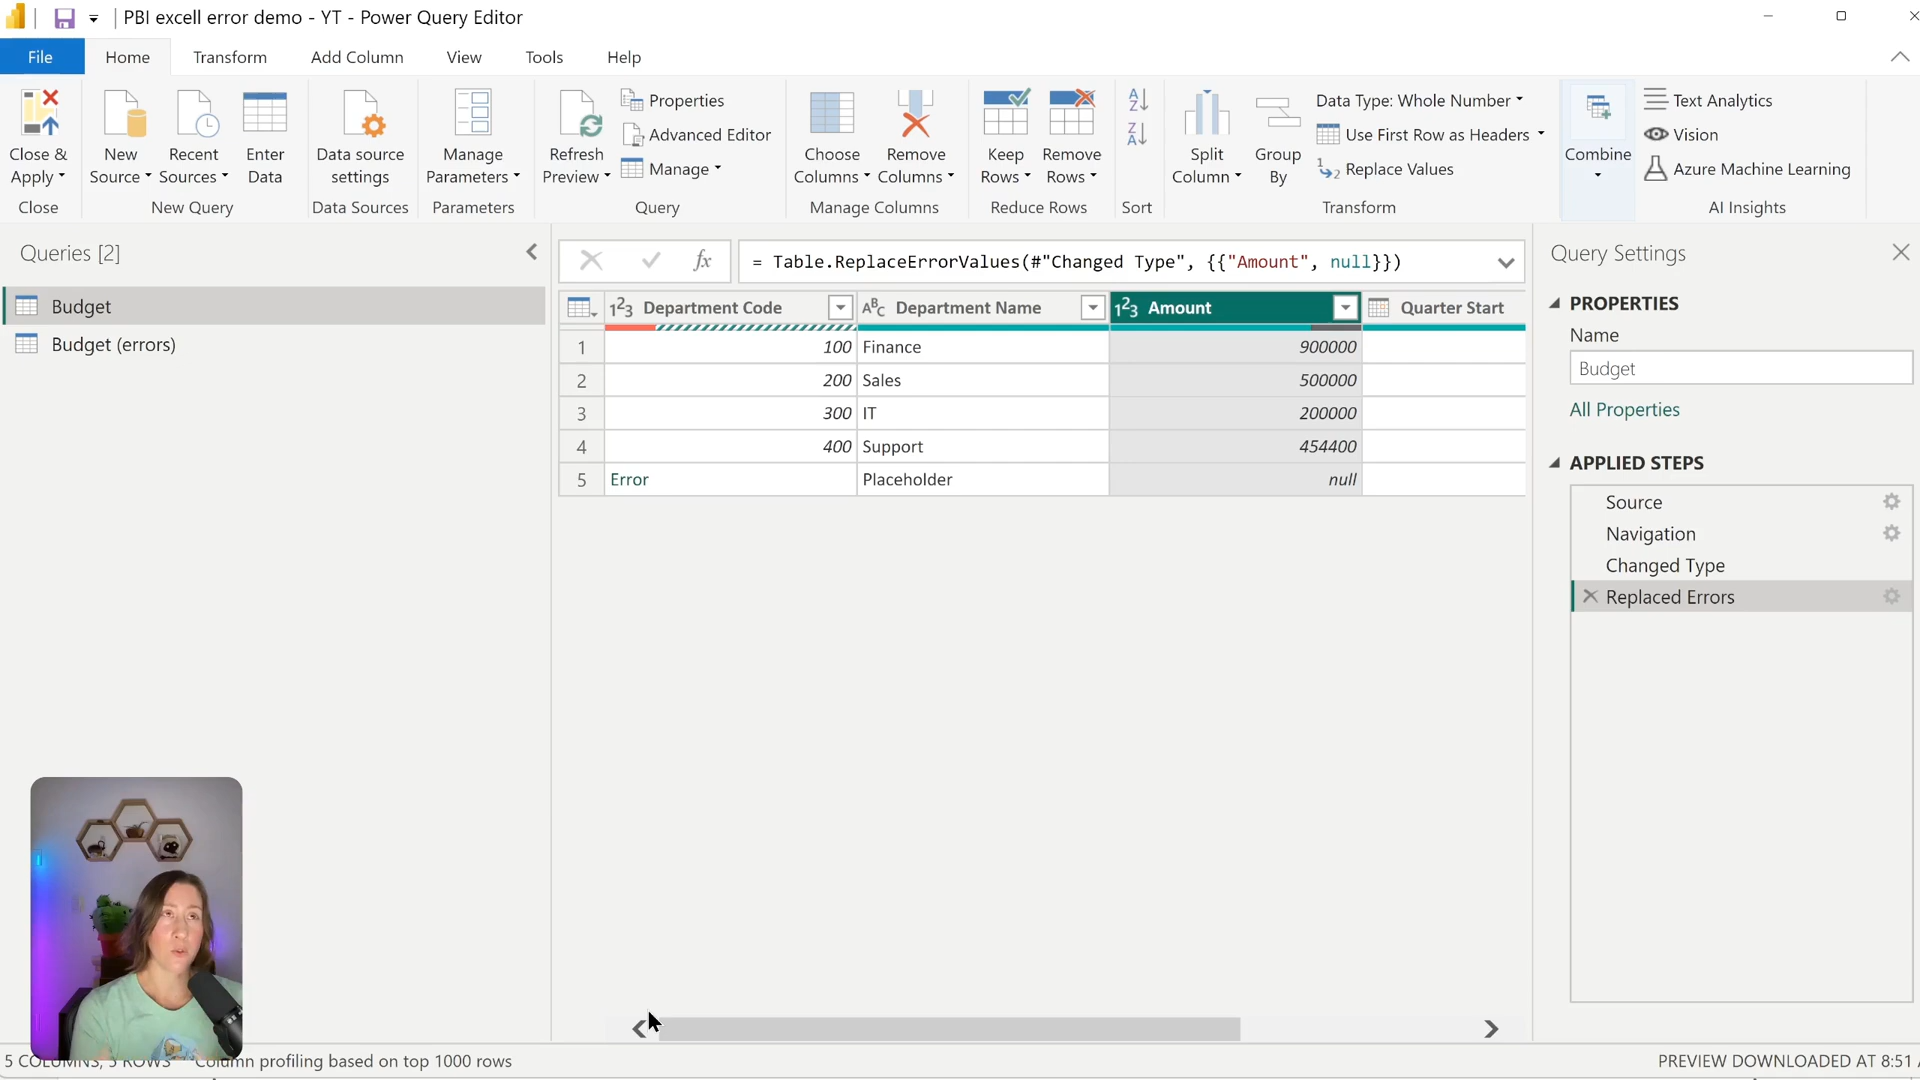 PBI excell error demo - YT - Power Query Editor
File
Home
Transform
Add Column
View
Tools
Help
Close &
Apply
Close
New
Source
Recent
Sources
Enter
Data
New Query
Data source
settings
Data Sources
Manage
Parameters
Parameters
Refresh
Preview
Properties
Advanced Editor
Manage
Query
Choose
Columns
Remove
Columns
Manage Columns
Keep
Rows
Remove
Rows
Reduce Rows
Sort
Split
Column
Group
By
Data Type: Whole Number
Use First Row as Headers
Replace Values
Transform
Combine
Text Analytics
Vision
Azure Machine Learning
AI Insights
Queries [2]
Budget
Budget (errors)
fx
= Table.ReplaceErrorValues(#"Changed Type", {{"Amount", null}})
Department Code Department Name Amount Quarter Start
1 100 Finance 900000
2 200 Sales 500000
3 300 IT 200000
4 400 Support 454400
5 Error Placeholder null
Query Settings
PROPERTIES
Name
Budget
All Properties
APPLIED STEPS
Source
Navigation
Changed Type
Replaced Errors
5 COLUMNS, 5 ROWS Column profiling based on top 1000 rows
PREVIEW DOWNLOADED AT 8:51